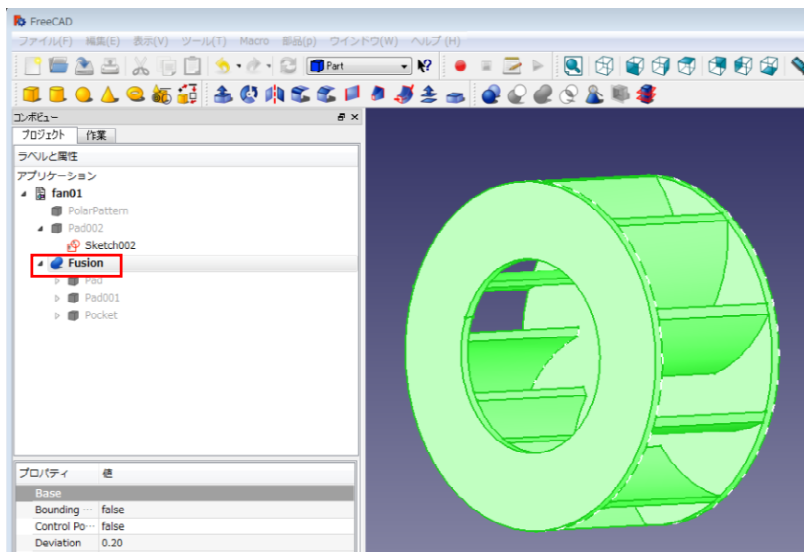 FreeCAD
ファイル(F) 編集(E) 表示(V) ツール(T) Macro 部品(p) ウインドウ(W) ヘルプ(H)
Part
コンボビュー
プロジェクト 作業
ラベルと属性
アプリケーション
fan01
PolarPattern
Pad002
Sketch002
Fusion
Pad
Pad001
Pocket
プロパティ 値
Base
Bounding ··· false
Control Po··· false
Deviation 0.20